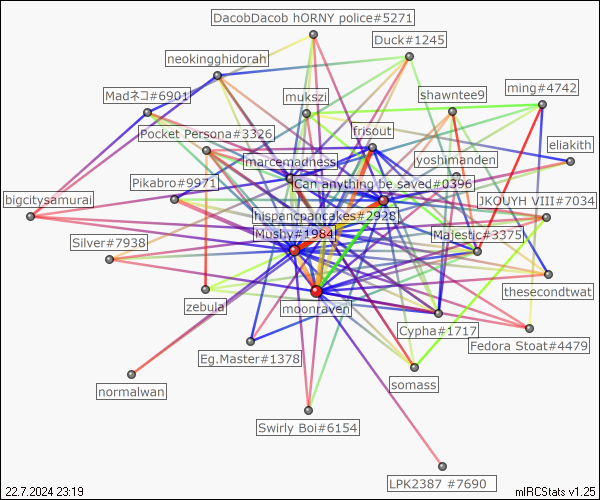 DacobDacob hORNY police#5271
Duck#1245
neokingghidorah
ming#4742
shawntee9
Madネコ#6901
mukszi
Pocket Persona#3326
frisout
eliakith
marcemadness
yoshimanden
Pikabro#9971
Can anything be saved#0396
bigcitysamurai
JKOUYH VIII#7034
hispancpancakes#2928
Mushy#1984
Majestic#3375
Silver#7938
thesecondtwat
zebula
moonraven
Cypha#1717
Fedora Stoat#4479
Eg.Master#1378
normalwan
somass
Swirly Boi#6154
LPK2387 #7690
22.7.2024 23:19
mIRCStats v1.25